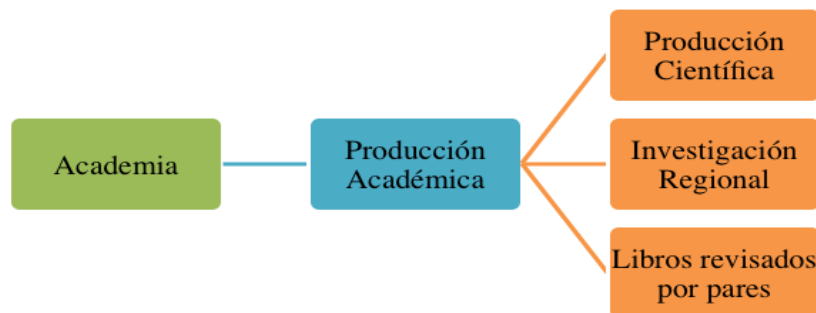 Academia
Producción
Académica
Producción
Científica
Investigación
Regional
Libros revisados
por pares